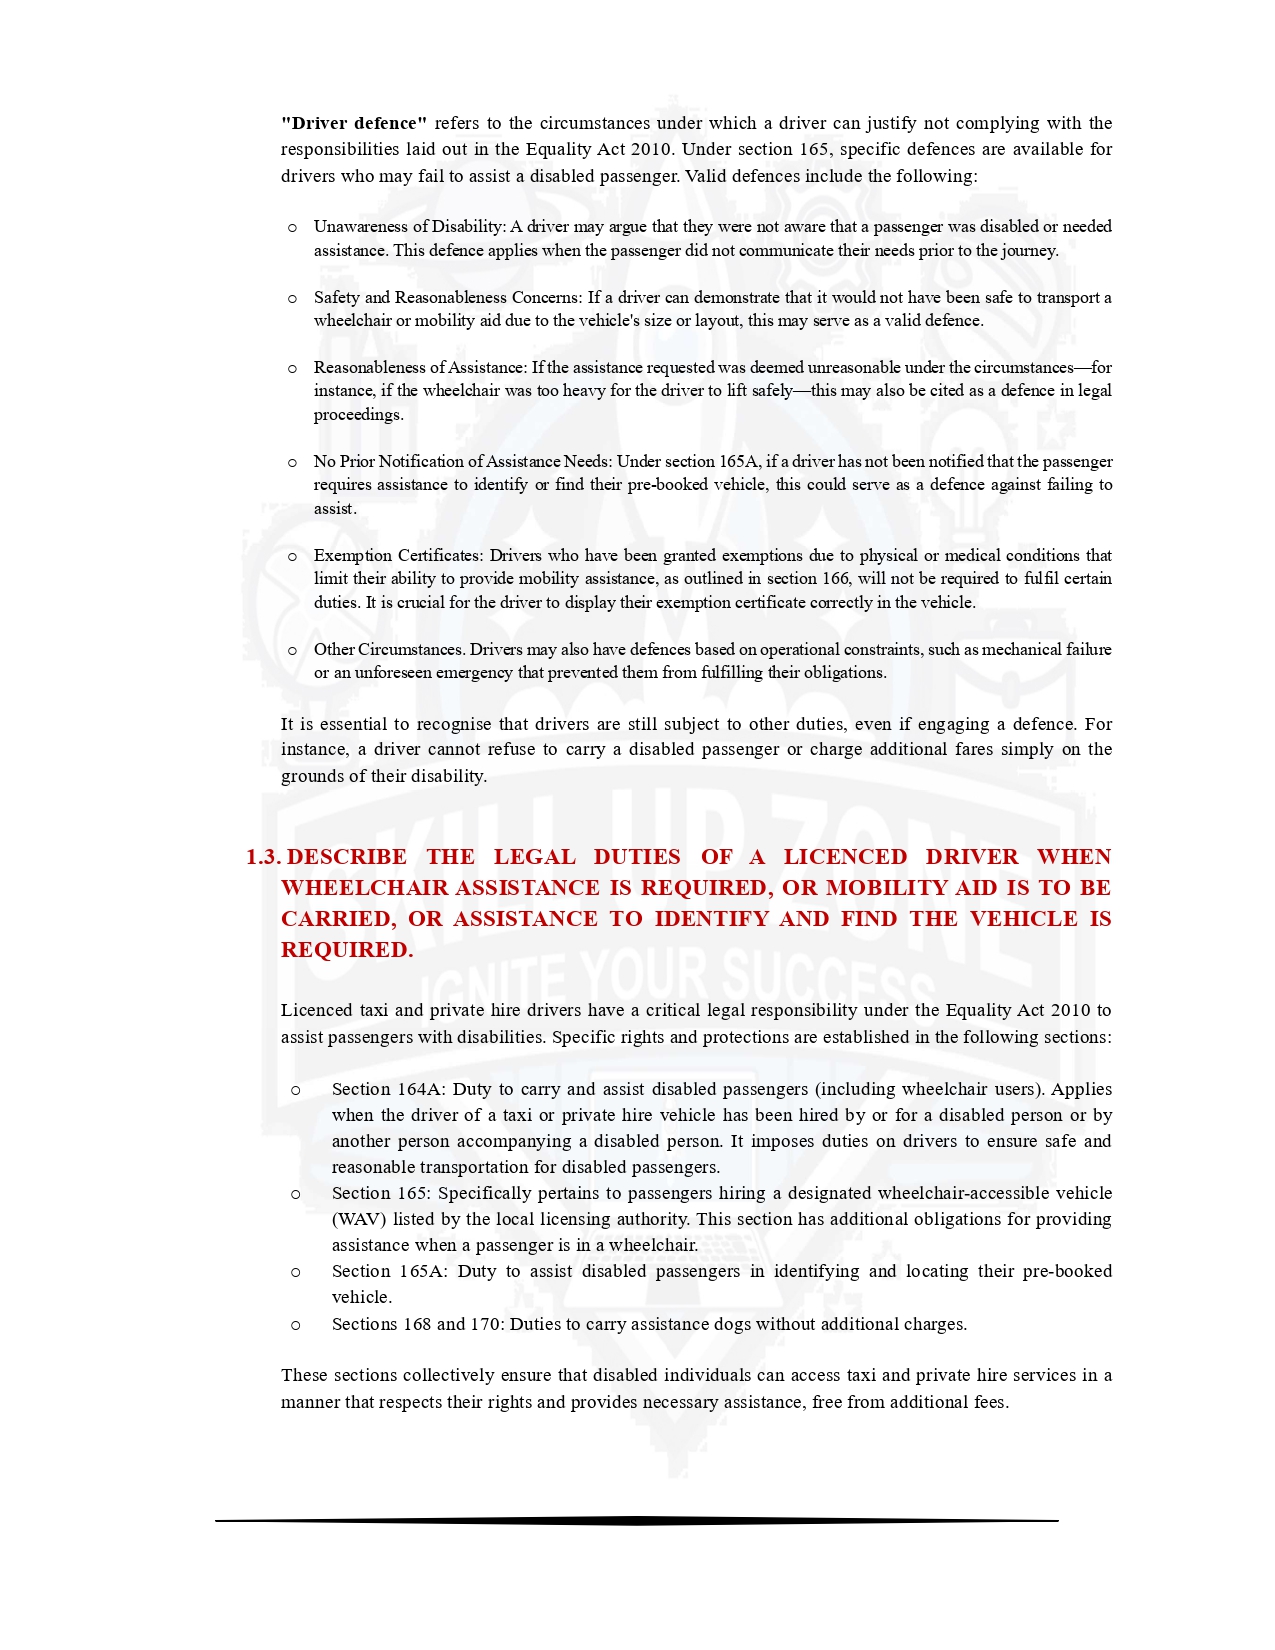 "Driver defence" refers to the circumstances under which a driver can justify not complying with the
responsibilities laid out in the Equality Act 2010. Under section 165, specific defences are available for
drivers who may fail to assist a disabled passenger. Valid defences include the following:
o Unawareness of Disability: A driver may argue that they were not aware that a passenger was disabled or needed
assistance. This defence applies when the passenger did not communicate their needs prior to the journey.
o Safety and Reasonableness Concerns: If a driver can demonstrate that it would not have been safe to transport a
wheelchair or mobility aid due to the vehicle's size or layout, this may serve as a valid defence.
o Reasonableness of Assistance: If the assistance requested was deemed unreasonable under the circumstances—for
instance, if the wheelchair was too heavy for the driver to lift safely—this may also be cited as a defence in legal
proceedings.
o No Prior Notification of Assistance Needs: Under section 165A, if a driver has not been notified that the passenger
requires assistance to identify or find their pre-booked vehicle, this could serve as a defence against failing to
assist.
o Exemption Certificates: Drivers who have been granted exemptions due to physical or medical conditions that
limit their ability to provide mobility assistance, as outlined in section 166, will not be required to fulfil certain
duties. It is crucial for the driver to display their exemption certificate correctly in the vehicle.
o Other Circumstances. Drivers may also have defences based on operational constraints, such as mechanical failure
or an unforeseen emergency that prevented them from fulfilling their obligations.
It is essential to recognise that drivers are still subject to other duties, even if engaging a defence. For
instance, a driver cannot refuse to carry a disabled passenger or charge additional fares simply on the
grounds of their disability.
SKILL UP ZONE
1.3. DESCRIBE THE LEGAL DUTIES OF A LICENCED DRIVER WHEN
WHEELCHAIR ASSISTANCE IS REQUIRED, OR MOBILITY AID IS TO BE
CARRIED, OR ASSISTANCE TO IDENTIFY AND FIND THE VEHICLE IS
REQUIRED.
IGNITE YOUR SUCCESS
Licenced taxi and private hire drivers have a critical legal responsibility under the Equality Act 2010 to
assist passengers with disabilities. Specific rights and protections are established in the following sections:
o Section 164A: Duty to carry and assist disabled passengers (including wheelchair users). Applies
when the driver of a taxi or private hire vehicle has been hired by or for a disabled person or by
another person accompanying a disabled person. It imposes duties on drivers to ensure safe and
reasonable transportation for disabled passengers.
o Section 165: Specifically pertains to passengers hiring a designated wheelchair-accessible vehicle
(WAV) listed by the local licensing authority. This section has additional obligations for providing
assistance when a passenger is in a wheelchair.
o Section 165A: Duty to assist disabled passengers in identifying and locating their pre-booked
vehicle.
o Sections 168 and 170: Duties to carry assistance dogs without additional charges.
These sections collectively ensure that disabled individuals can access taxi and private hire services in a
manner that respects their rights and provides necessary assistance, free from additional fees.